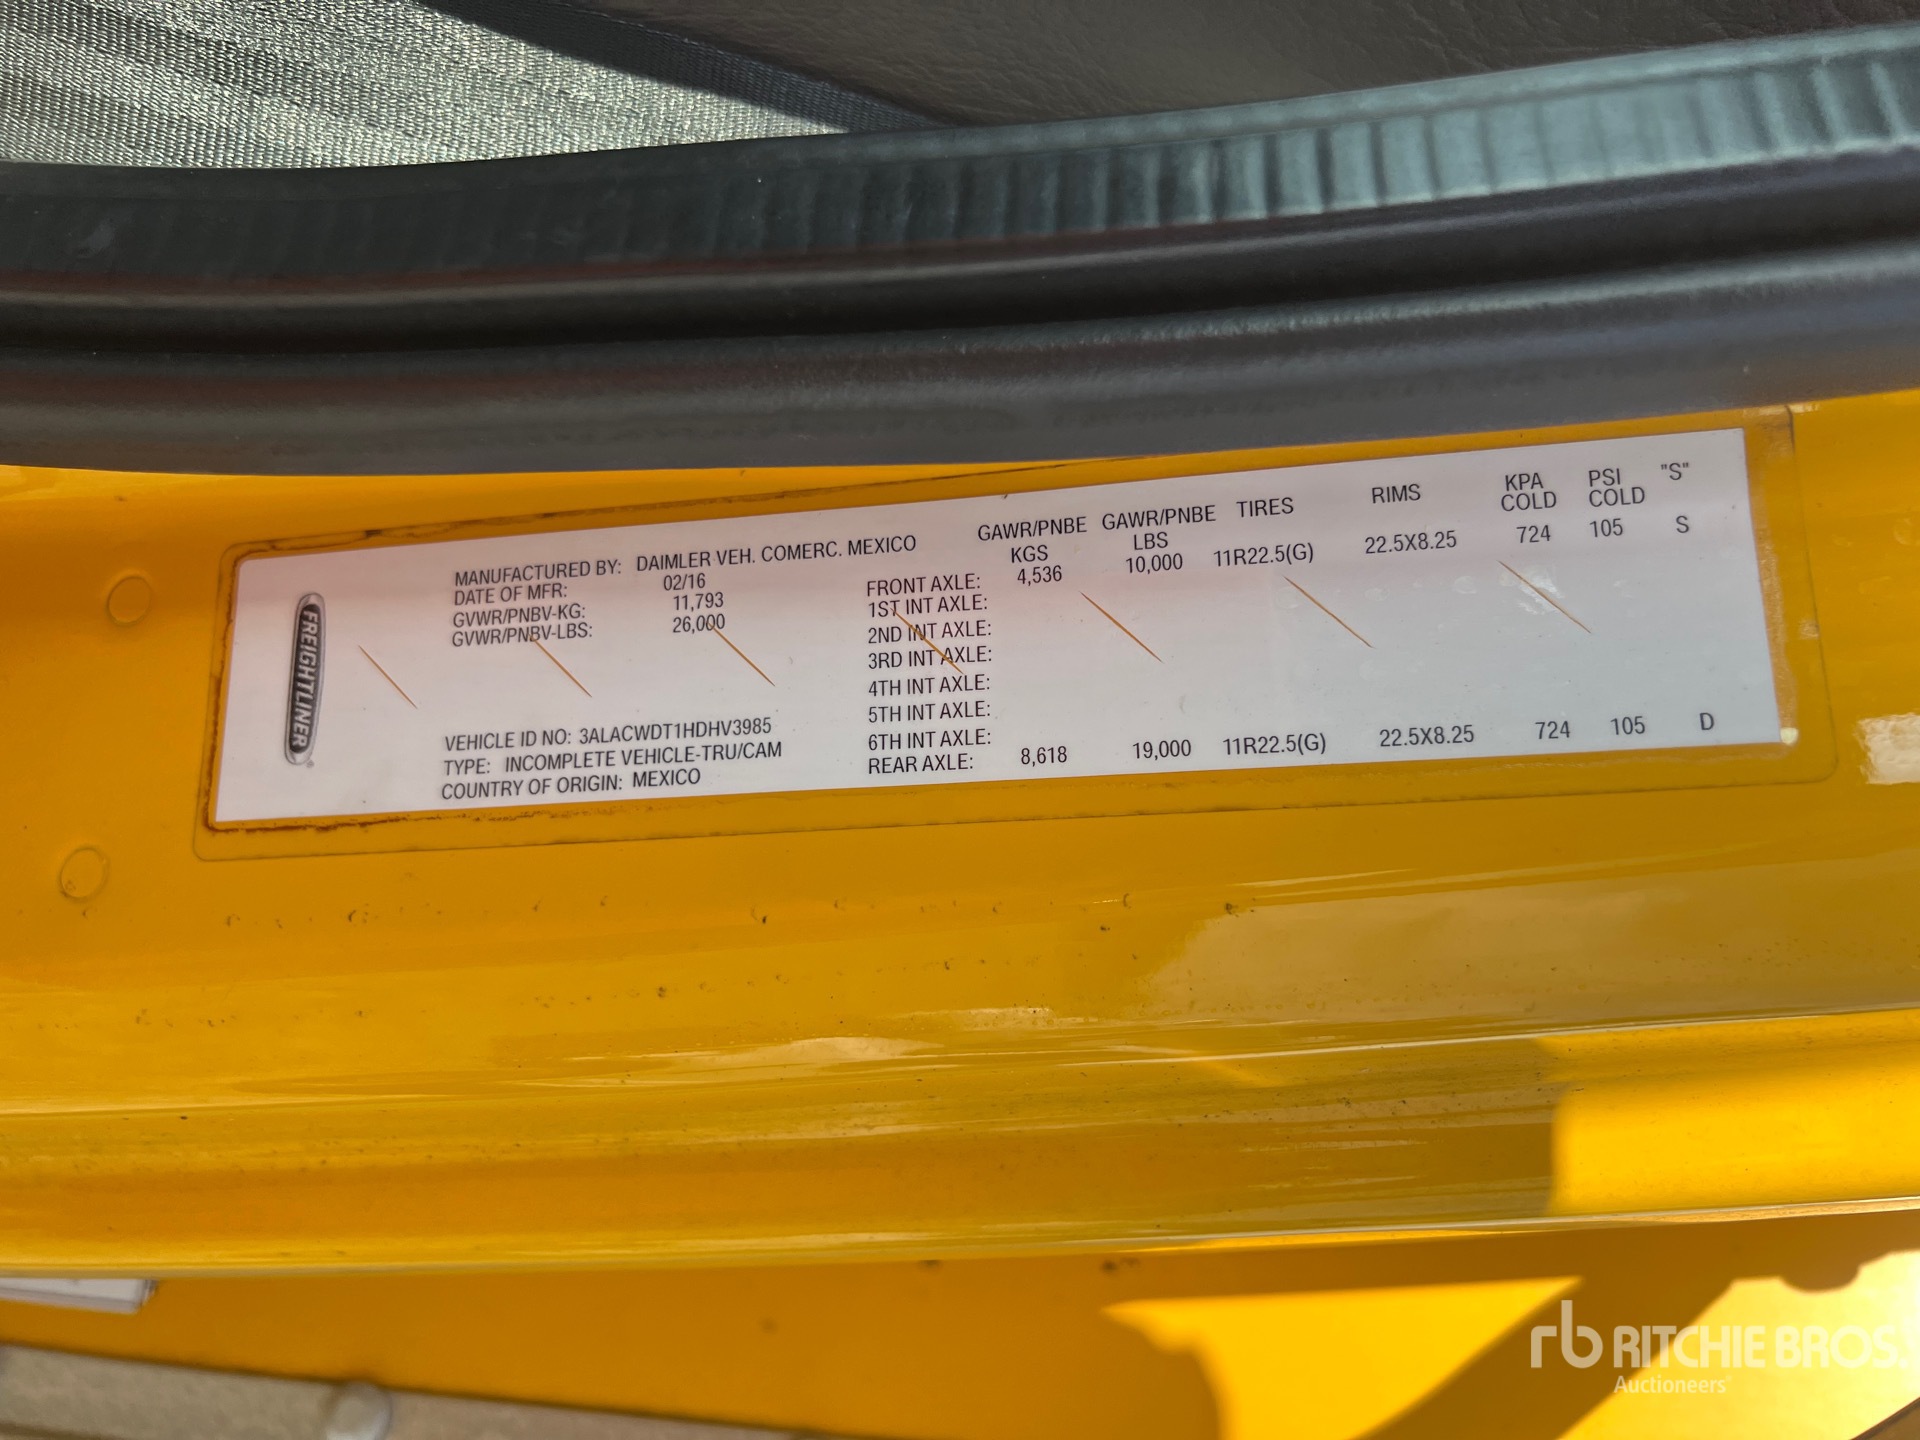 FREIGHTLINER
MANUFACTURED BY: DAIMLER VEH. COMERC. MEXICO
DATE OF MFR: 02/16
GVWR/PNBV-KG: 11,793
GVWR/PNBV-LBS: 26,000
VEHICLE ID NO: 3ALACWDT1HDHV3985
TYPE: INCOMPLETE VEHICLE-TRU/CAM
COUNTRY OF ORIGIN: MEXICO
GAWR/PNBE KGS GAWR/PNBE LBS TIRES RIMS KPA COLD PSI COLD "S"
FRONT AXLE: 4,536 10,000 11R22.5(G) 22.5X8.25 724 105 S
1ST INT AXLE:
2ND INT AXLE:
3RD INT AXLE:
4TH INT AXLE:
5TH INT AXLE:
6TH INT AXLE:
REAR AXLE: 8,618 19,000 11R22.5(G) 22.5X8.25 724 105 D
rb RITCHIE BROS.
Auctioneers